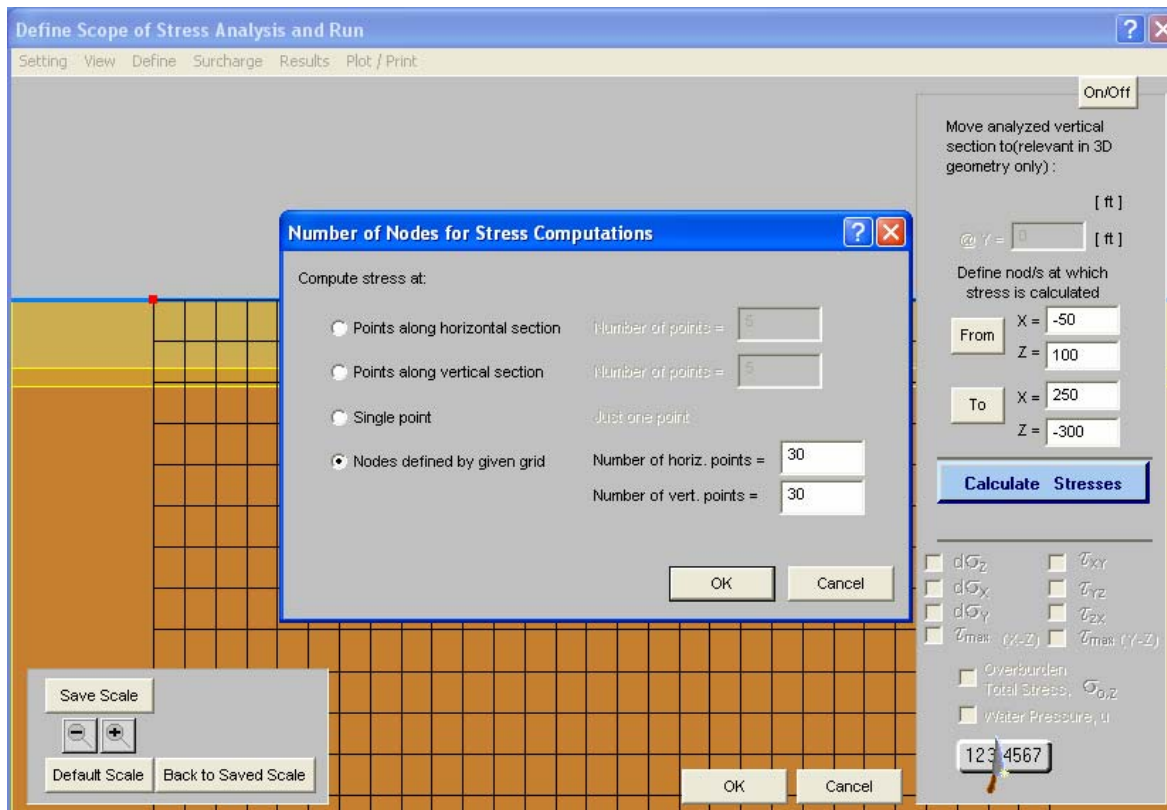 Define Scope of Stress Analysis and Run
Setting View Define Surcharge Results Plot / Print
On/Off
Move analyzed vertical
section to(relevant in 3D
geometry only) :
[ ft ]
@ Y = 0 [ ft ]
Define nod/s at which
stress is calculated
From X = -50
Z = 100
To X = 250
Z = -300
Calculate Stresses
dσZ τXY
dσX τYZ
dσY τZX
τmax (X-Z) τmax (Y-Z)
Overburden
Total Stress, σ0,Z
Water Pressure, u
1234567
Number of Nodes for Stress Computations
Compute stress at:
Points along horizontal section Number of points = 5
Points along vertical section Number of points = 5
Single point Just one point
Nodes defined by given grid Number of horiz. points = 30
Number of vert. points = 30
OK Cancel
Save Scale
Default Scale Back to Saved Scale
OK Cancel